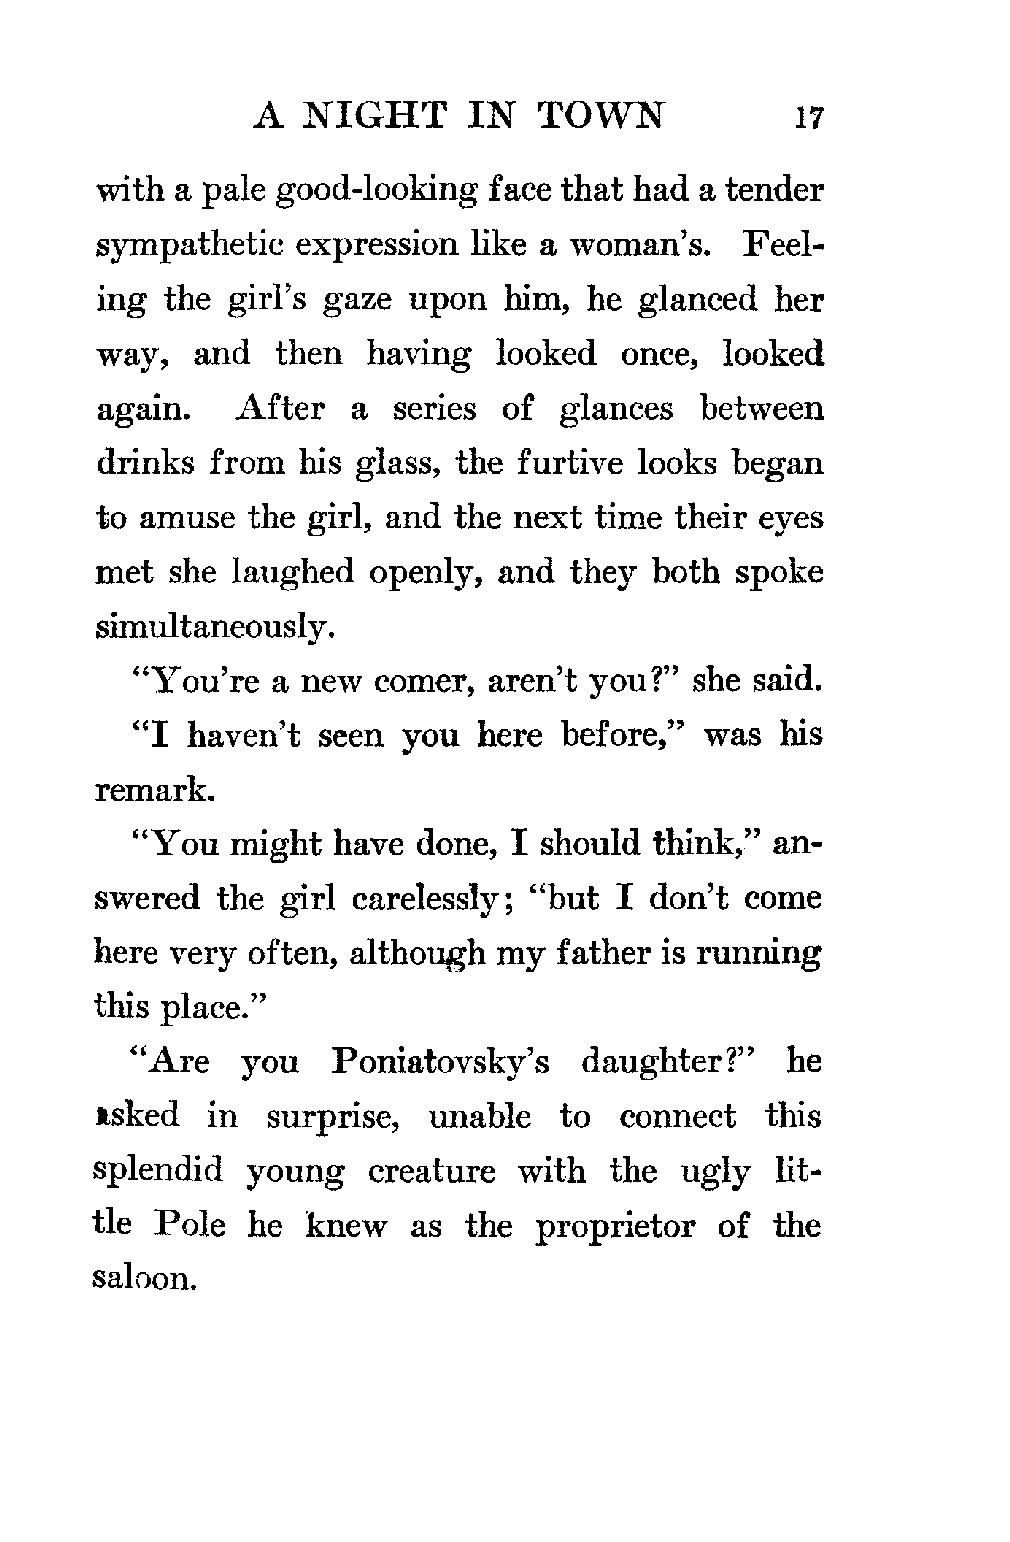 A NIGHT IN TOWN 17
with a pale good-looking face that had a tender
sympathetic expression like a woman's. Feel-
ing the girl's gaze upon him, he glanced her
way, and then having looked once, looked
again. After a series of glances between
drinks from his glass, the furtive looks began
to amuse the girl, and the next time their eyes
met she laughed openly, and they both spoke
simultaneously.
"You're a new comer, aren't you?" she said.
"I haven't seen you here before," was his
remark.
"You might have done, I should think," an-
swered the girl carelessly; "but I don't come
here very often, although my father is running
this place."
"Are you Poniatovsky's daughter?" he
asked in surprise, unable to connect this
splendid young creature with the ugly lit-
tle Pole he knew as the proprietor of the
saloon.